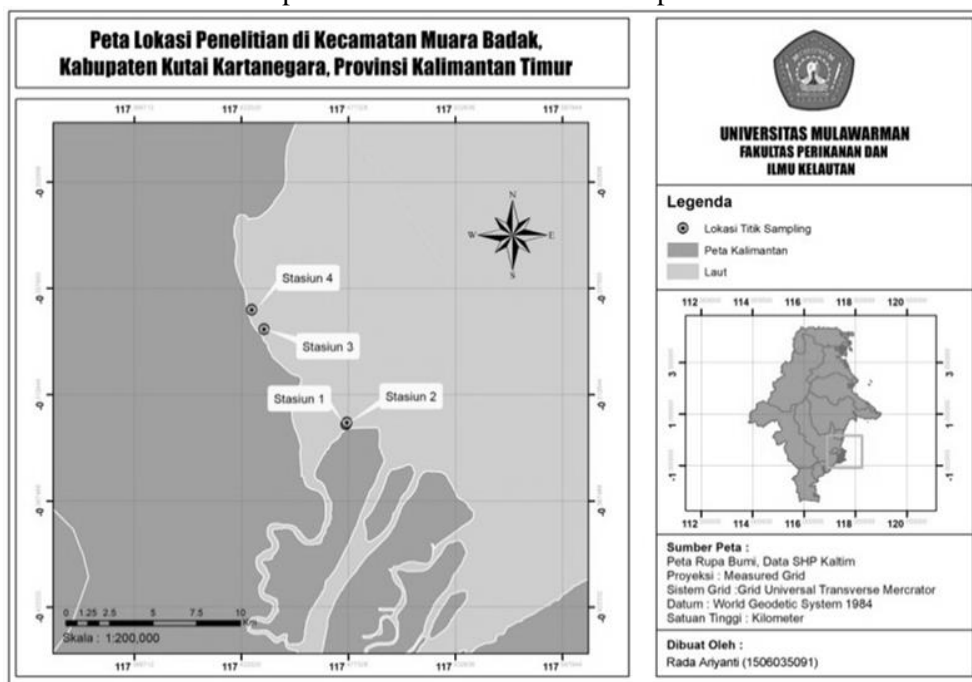 Peta Lokasi Penelitian di Kecamatan Muara Badak,
Kabupaten Kutai Kartanegara, Provinsi Kalimantan Timur
117 117 117 117 117
N
W E
S
Stasiun 4
Stasiun 3
Stasiun 1
Stasiun 2
0 1.25 2.5 5 7.5 10
Km
Skala : 1:200,000
117 117 117 117 117
UNIVERSITAS MULAWARMAN
FAKULTAS PERIKANAN DAN
ILMU KELAUTAN
Legenda
Lokasi Titik Sampling
Peta Kalimantan
Laut
112 114 116 118 120
3 3
1 1
-1 -1
112 114 116 118 120
Sumber Peta :
Peta Rupa Bumi, Data SHP Kaltim
Proyeksi : Measured Grid
Sistem Grid :Grid Universal Transverse Mercrator
Datum : World Geodetic System 1984
Satuan Tinggi : Kilometer
Dibuat Oleh :
Rada Ariyanti (1506035091)